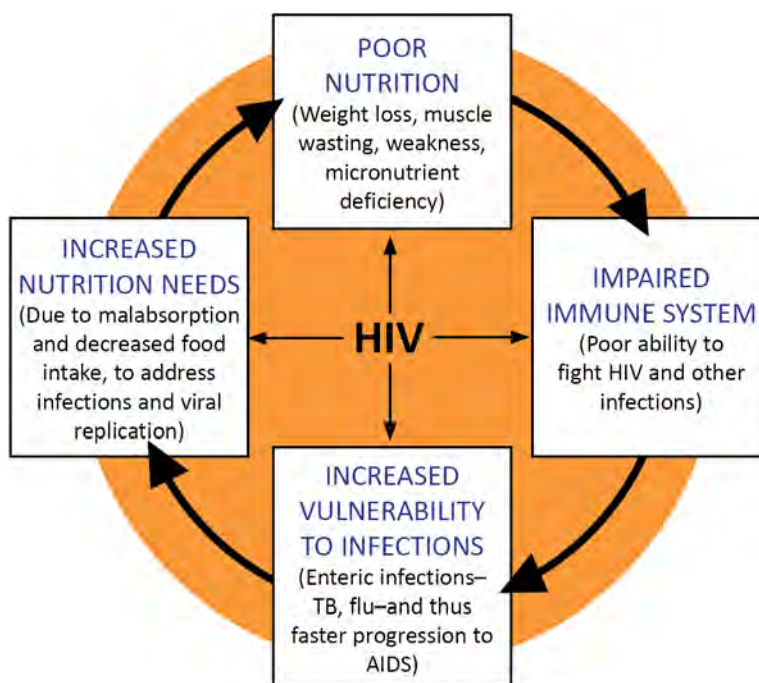 POOR
NUTRITION
(Weight loss, muscle
wasting, weakness,
micronutrient
deficiency)
INCREASED
NUTRITION NEEDS
(Due to malabsorption
and decreased food
intake, to address
infections and viral
replication)
HIV
IMPAIRED
IMMUNE SYSTEM
(Poor ability to
fight HIV and other
infections)
INCREASED
VULNERABILITY
TO INFECTIONS
(Enteric infections–
TB, flu–and thus
faster progression to
AIDS)